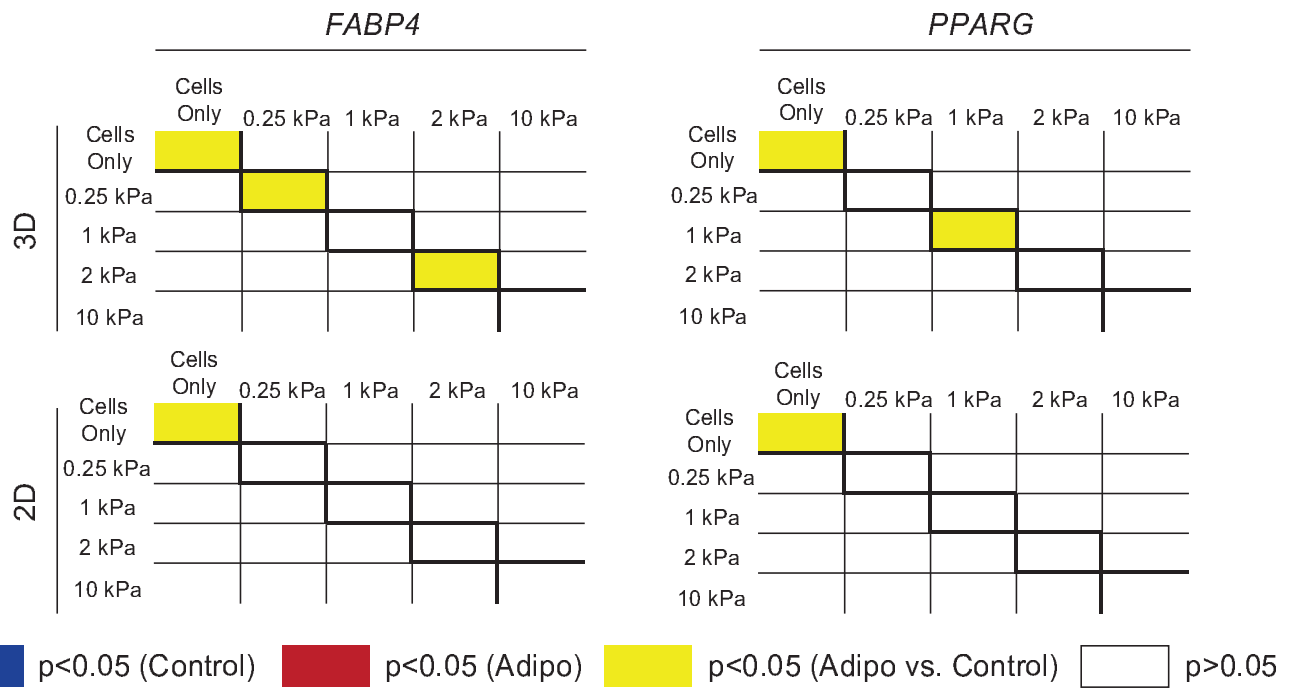 FABP4
PPARG
3D
Cells
Only
0.25 kPa
1 kPa
2 kPa
10 kPa
Cells
Only
0.25 kPa
1 kPa
2 kPa
10 kPa
Cells
Only
0.25 kPa
1 kPa
2 kPa
10 kPa
Cells
Only
0.25 kPa
1 kPa
2 kPa
10 kPa
2D
Cells
Only
0.25 kPa
1 kPa
2 kPa
10 kPa
Cells
Only
0.25 kPa
1 kPa
2 kPa
10 kPa
Cells
Only
0.25 kPa
1 kPa
2 kPa
10 kPa
Cells
Only
0.25 kPa
1 kPa
2 kPa
10 kPa
p<0.05 (Control)
p<0.05 (Adipo)
p<0.05 (Adipo vs. Control)
p>0.05